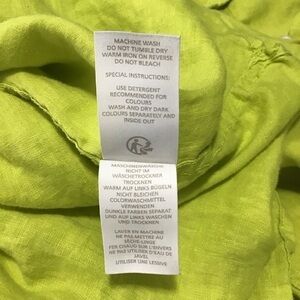 MACHINE WASH
DO NOT TUMBLE DRY
WARM IRON ON REVERSE
DO NOT BLEACH
SPECIAL INSTRUCTIONS:
USE DETERGENT
RECOMMENDED FOR
COLOURS
WASH AND DRY DARK
COLOURS SEPARATELY AND
INSIDE OUT
MASCHINENWÄSCHE
NICHT IM
WÄSCHETROCKNER
TROCKNEN
WARM AUF LINKS BÜGELN
NICHT BLEICHEN
COLORWASCHMITTEL
VERWENDEN
DUNKLE FARBEN SEPARAT
UND AUF LINKS WASCHEN
UND TROCKNEN
LAVER EN MACHINE
NE PAS METTRE AU
SÈCHE-LINGE
FER CHAUD SUR L'ENVERS
NE PAS UTILISER D'EAU DE
JAVEL
UTILISER UNE LESSIVE